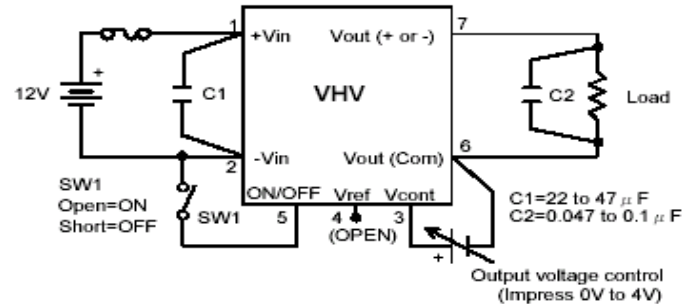 1
+Vin
Vout (+ or -)
7
+
12V
C1
VHV
C2
Load
2
-Vin
Vout (Com)
6
SW1
Open=ON
Short=OFF
SW1
ON/OFF
Vref
Vcont
5
4
3
(OPEN)
+
C1=22 to 47 μF
C2=0.047 to 0.1 μF
Output voltage control
(Impress 0V to 4V)